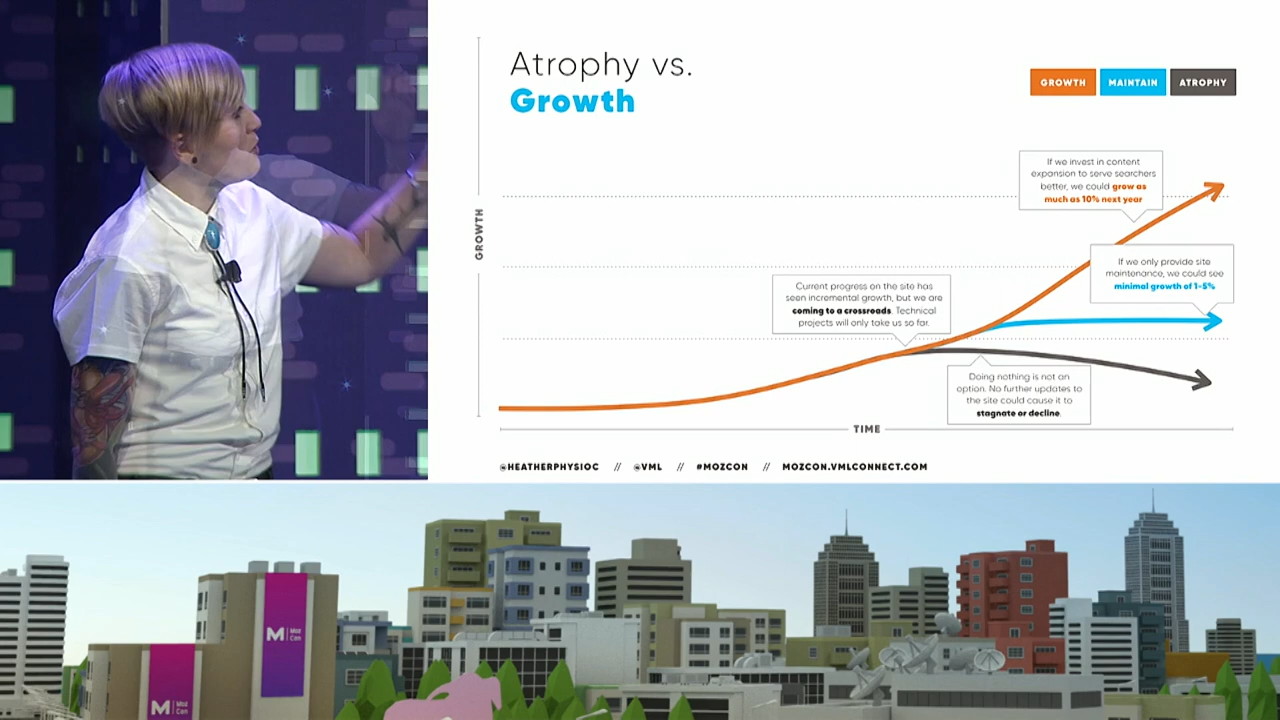 Atrophy vs.
Growth
GROWTH
MAINTAIN
ATROPHY
If we invest in content
expansion to serve searchers
better, we could grow as
much as 10% next year
If we only provide site
maintenance, we could see
minimal growth of 1-5%
Current progress on the site has
seen incremental growth, but we are
coming to a crossroads. Technical
projects will only take us so far.
Doing nothing is not an
option. No further updates to
the site could cause it to
stagnate or decline.
GROWTH
TIME
@HEATHERPHYSIOC // @VML // #MOZCON // MOZCON.VMLCONNECT.COM
M Moz
Con
M Moz
Con